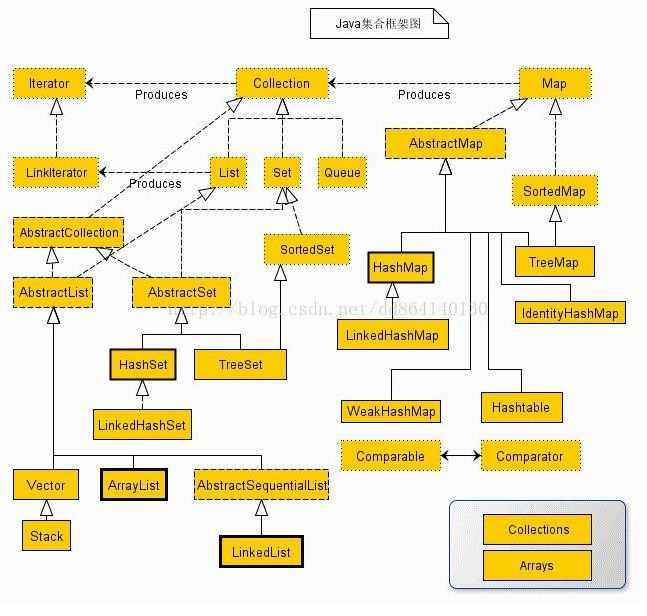 Java集合框架图
Iterator
Produces
Collection
Produces
Map
AbstractMap
LinkIterator
Produces
List
Set
Queue
SortedMap
AbstractCollection
SortedSet
HashMap
TreeMap
AbstractList
AbstractSet
http://blog.csdn.net/dd864140130
IdentityHashMap
LinkedHashMap
HashSet
TreeSet
WeakHashMap
Hashtable
LinkedHashSet
Comparable
Comparator
Vector
ArrayList
AbstractSequentialList
Stack
LinkedList
Collections
Arrays